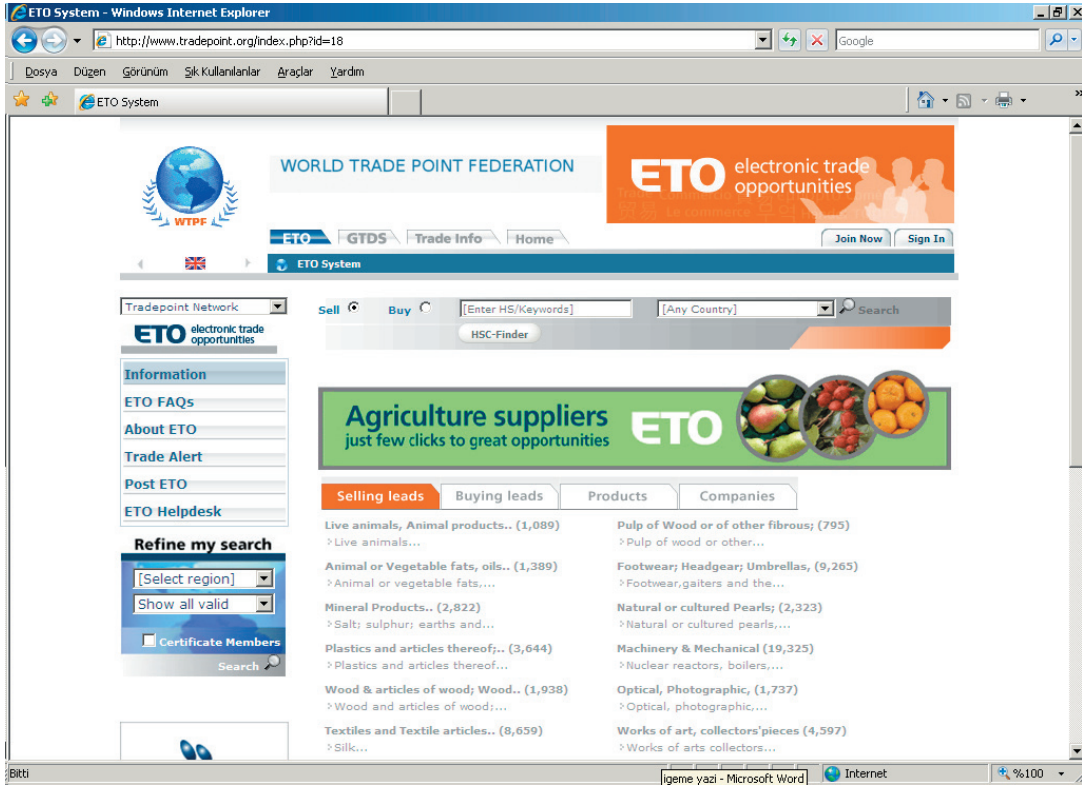 ETO System - Windows Internet Explorer
http://www.tradepoint.org/index.php?id=18
Google
Dosya Düzen Görünüm Sık Kullanılanlar Araçlar Yardım
ETO System
WTPF
WORLD TRADE POINT FEDERATION
ETO electronic trade
opportunities
ETO GTDS Trade Info Home
Join Now Sign In
ETO System
Tradepoint Network
ETO electronic trade
opportunities
Sell Buy [Enter HS/Keywords] [Any Country] Search
HSC-Finder
Information
ETO FAQs
About ETO
Trade Alert
Post ETO
ETO Helpdesk
Refine my search
[Select region]
Show all valid
Certificate Members
Search
Agriculture suppliers
just few clicks to great opportunities
ETO
Selling leads Buying leads Products Companies
Live animals, Animal products.. (1,089)
>Live animals...
Animal or Vegetable fats, oils.. (1,389)
>Animal or vegetable fats,...
Mineral Products.. (2,822)
>Salt; sulphur; earths and...
Plastics and articles thereof;.. (3,644)
>Plastics and articles thereof...
Wood & articles of wood; Wood.. (1,938)
>Wood and articles of wood;...
Textiles and Textile articles.. (8,659)
>Silk...
Pulp of Wood or of other fibrous; (795)
>Pulp of wood or other...
Footwear; Headgear; Umbrellas, (9,265)
>Footwear,gaiters and the...
Natural or cultured Pearls; (2,323)
>Natural or cultured pearls,...
Machinery & Mechanical (19,325)
>Nuclear reactors, boilers,...
Optical, Photographic, (1,737)
>Optical, photographic,...
Works of art, collectors'pieces (4,597)
>Works of arts collectors...
Bitti
igeme yazi - Microsoft Word
Internet
%100